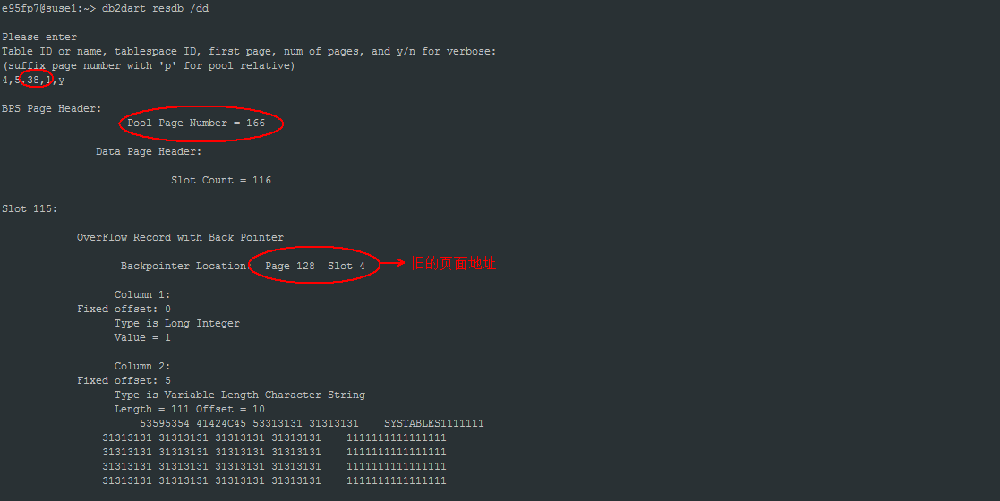 e95fp7@suse1:~> db2dart resdb /dd
Please enter
Table ID or name, tablespace ID, first page, num of pages, and y/n for verbose:
(suffix page number with 'p' for pool relative)
4,5,38,1,y
BPS Page Header:
Pool Page Number = 166
Data Page Header:
Slot Count = 116
Slot 115:
OverFlow Record with Back Pointer
Backpointer Location: Page 128 Slot 4 旧的页面地址
Column 1:
Fixed offset: 0
Type is Long Integer
Value = 1
Column 2:
Fixed offset: 5
Type is Variable Length Character String
Length = 111 Offset = 10
53595354 41424C45 53313131 31313131 SYSTABLES1111111
31313131 31313131 31313131 31313131 1111111111111111
31313131 31313131 31313131 31313131 1111111111111111
31313131 31313131 31313131 31313131 1111111111111111
31313131 31313131 31313131 31313131 1111111111111111